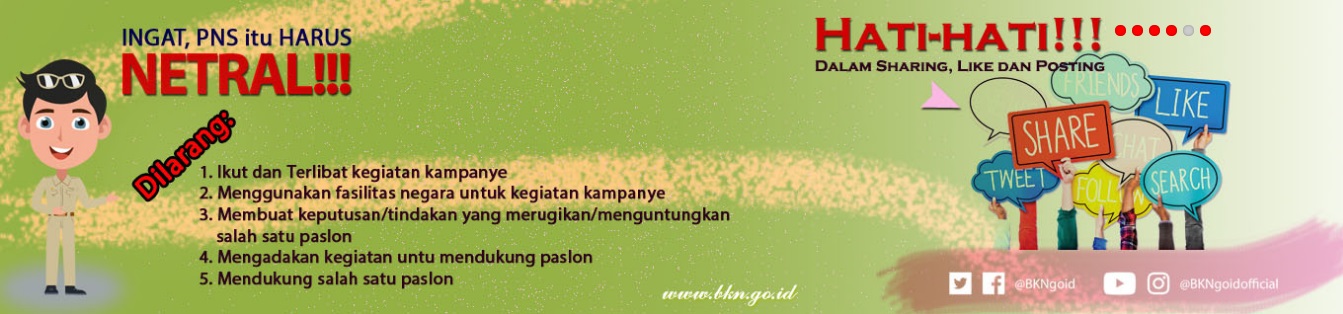 INGAT, PNS itu HARUS
NETRAL!!!
Dilarang:
1. Ikut dan Terlibat kegiatan kampanye
2. Menggunakan fasilitas negara untuk kegiatan kampanye
3. Membuat keputusan/tindakan yang merugikan/menguntungkan
salah satu paslon
4. Mengadakan kegiatan untu mendukung paslon
5. Mendukung salah satu paslon
www.bkn.go.id
HATI-HATI!!!
DALAM SHARING, LIKE DAN POSTING
FRIENDS
LIKE
SHARE
CHAT
TWEET
FOLLOW
SEARCH
@BKNgoid
@BKNgoidofficial